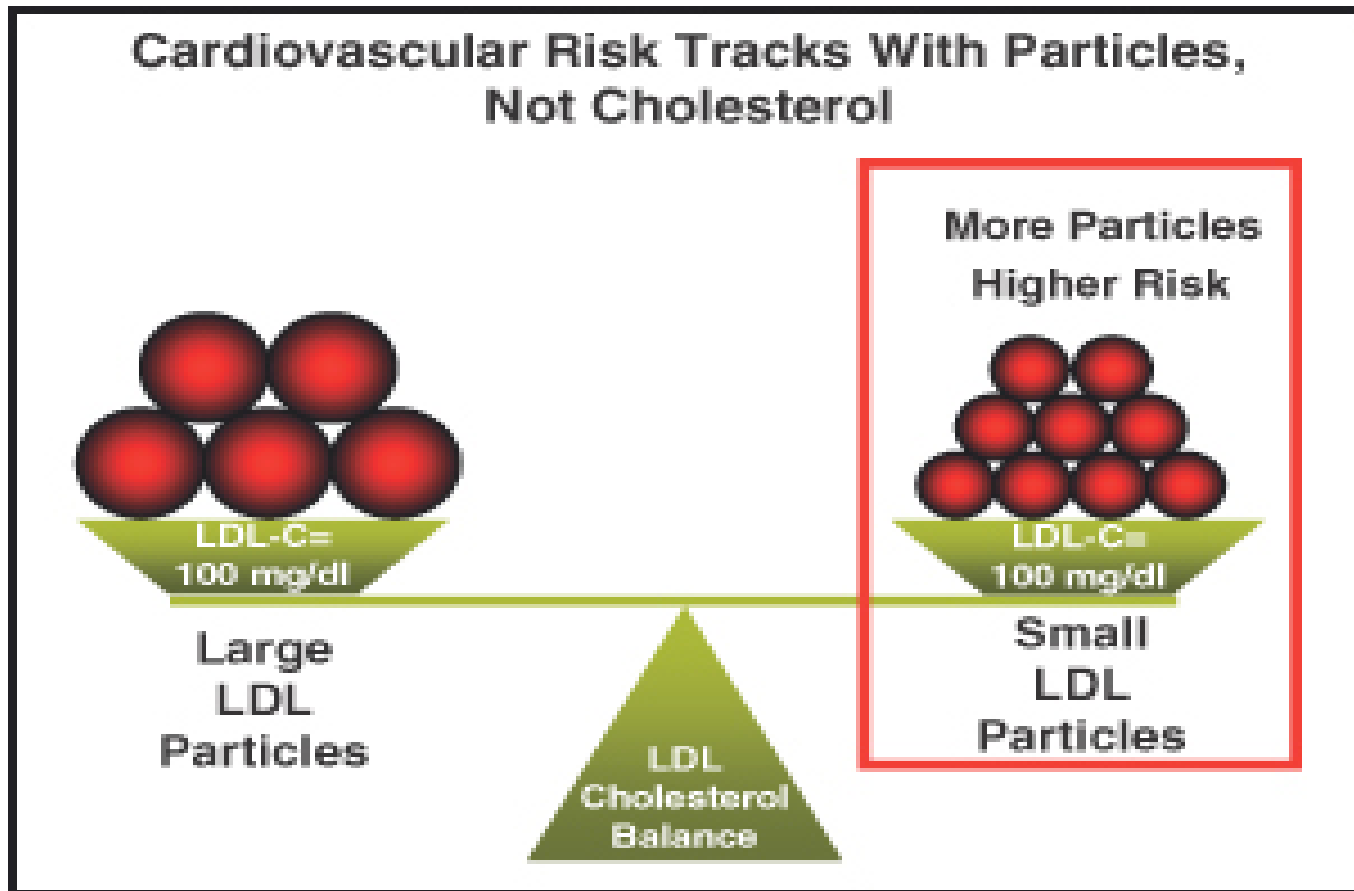 Cardiovascular Risk Tracks With Particles,
Not Cholesterol
More Particles
Higher Risk
LDL-C=
100 mg/dl
LDL-C=
100 mg/dl
Large
LDL
Particles
Small
LDL
Particles
LDL
Cholesterol
Balance